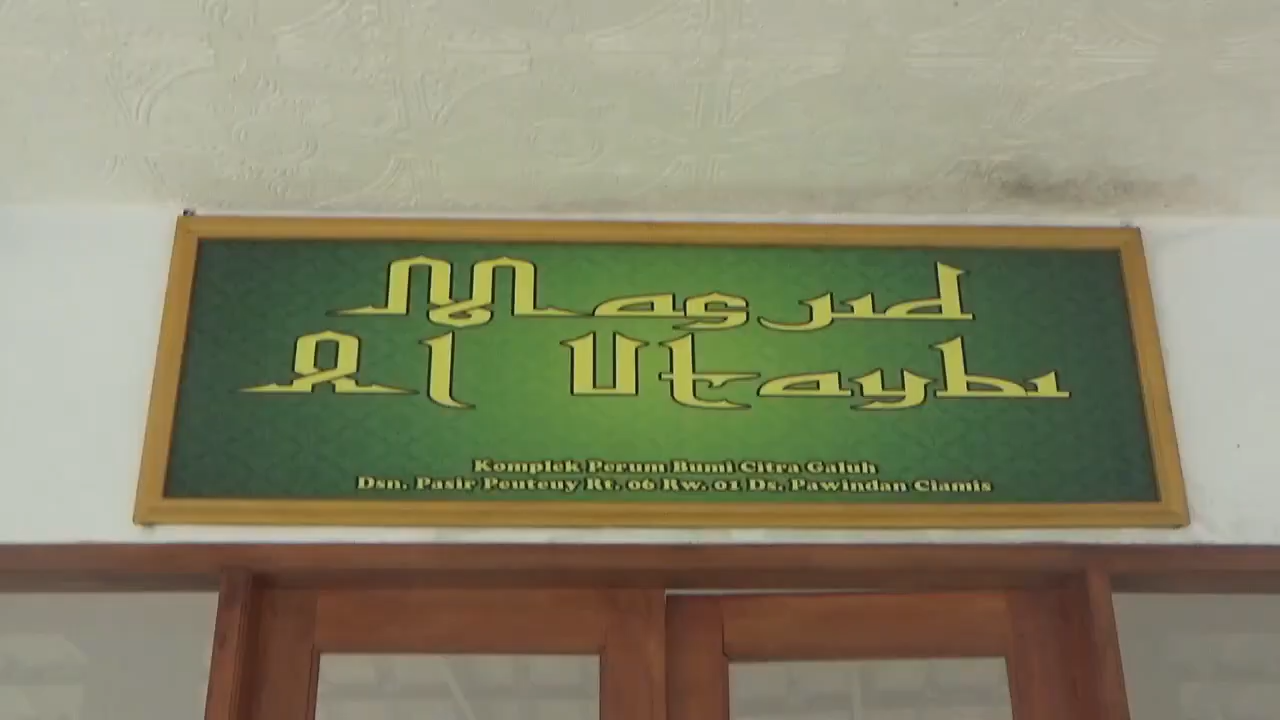 Masjid
Al Utaybi
Komplek Perum Bumi Citra Galuh
Dsn. Pasir Peuteuy Rt. 06 Rw. 01 Ds. Pawindan Ciamis